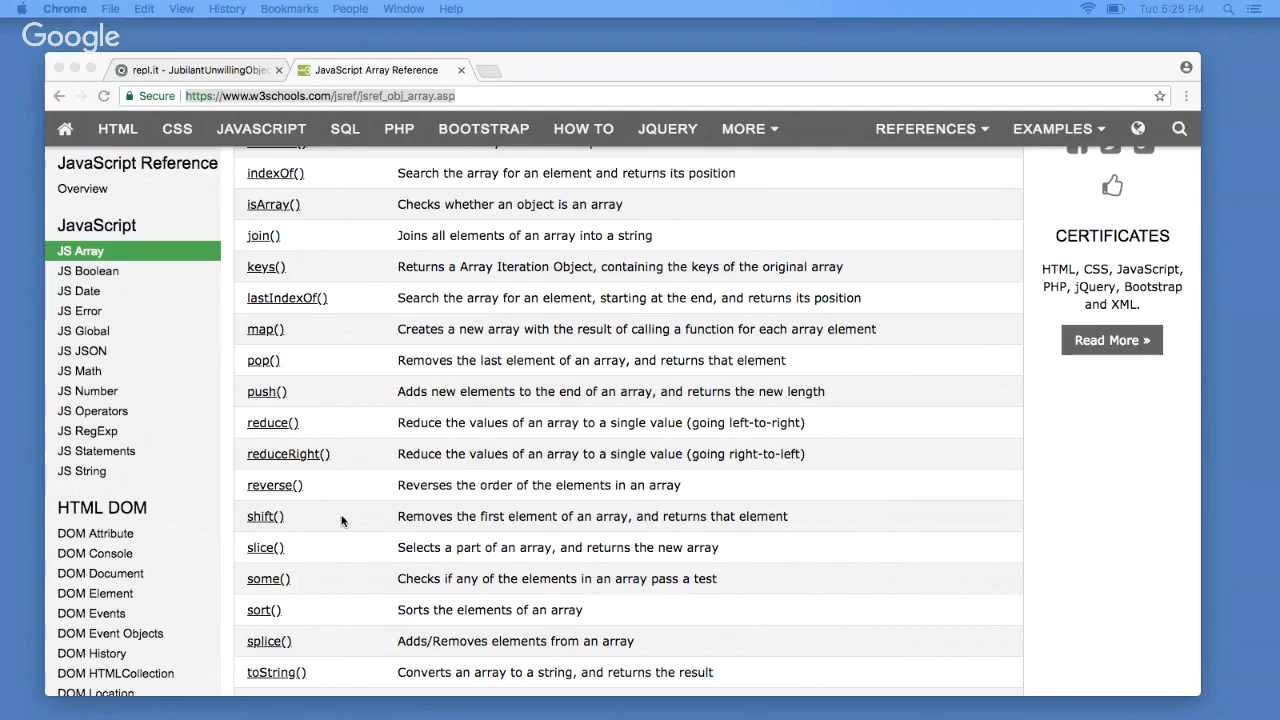 Chrome File Edit View History Bookmarks People Window Help Tue 5:25 PM
Google
repl.it - JubilantUnwillingObjec JavaScript Array Reference
Secure https://www.w3schools.com/jsref/jsref_obj_array.asp
HTML CSS JAVASCRIPT SQL PHP BOOTSTRAP HOW TO JQUERY MORE REFERENCES EXAMPLES
JavaScript Reference
Overview
JavaScript
JS Array
JS Boolean
JS Date
JS Error
JS Global
JS JSON
JS Math
JS Number
JS Operators
JS RegExp
JS Statements
JS String
HTML DOM
DOM Attribute
DOM Console
DOM Document
DOM Element
DOM Events
DOM Event Objects
DOM History
DOM HTMLCollection
DOM Location
indexOf() Search the array for an element and returns its position
isArray() Checks whether an object is an array
join() Joins all elements of an array into a string
keys() Returns a Array Iteration Object, containing the keys of the original array
lastIndexOf() Search the array for an element, starting at the end, and returns its position
map() Creates a new array with the result of calling a function for each array element
pop() Removes the last element of an array, and returns that element
push() Adds new elements to the end of an array, and returns the new length
reduce() Reduce the values of an array to a single value (going left-to-right)
reduceRight() Reduce the values of an array to a single value (going right-to-left)
reverse() Reverses the order of the elements in an array
shift() Removes the first element of an array, and returns that element
slice() Selects a part of an array, and returns the new array
some() Checks if any of the elements in an array pass a test
sort() Sorts the elements of an array
splice() Adds/Removes elements from an array
toString() Converts an array to a string, and returns the result
CERTIFICATES
HTML, CSS, JavaScript,
PHP, jQuery, Bootstrap
and XML.
Read More »